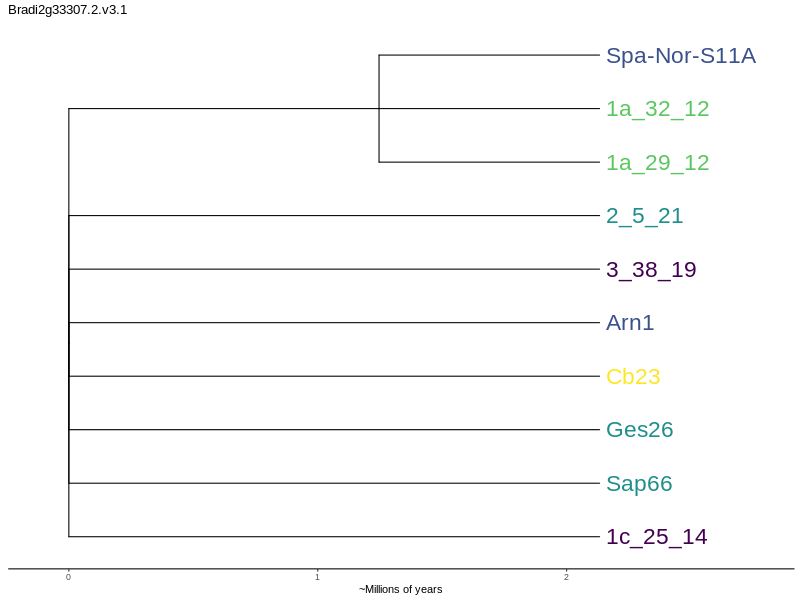 Bradi2g33307.2.v3.1
Spa-Nor-S11A
1a_32_12
1a_29_12
2_5_21
3_38_19
Arn1
Cb23
Ges26
Sap66
1c_25_14
0 1 2
~Millions of years